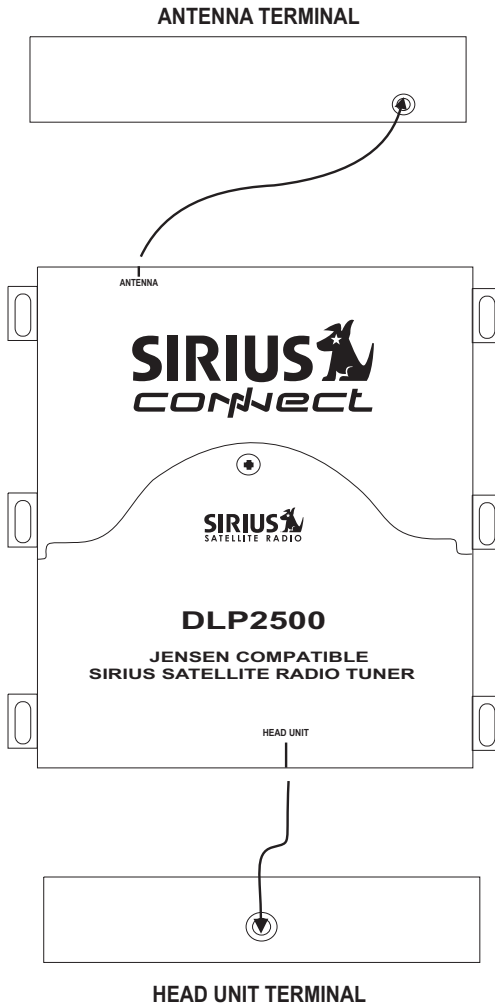 ANTENNA TERMINAL
ANTENNA
SIRIUS
connect
SIRIUS
SATELLITE RADIO
DLP2500
JENSEN COMPATIBLE
SIRIUS SATELLITE RADIO TUNER
HEAD UNIT
HEAD UNIT TERMINAL